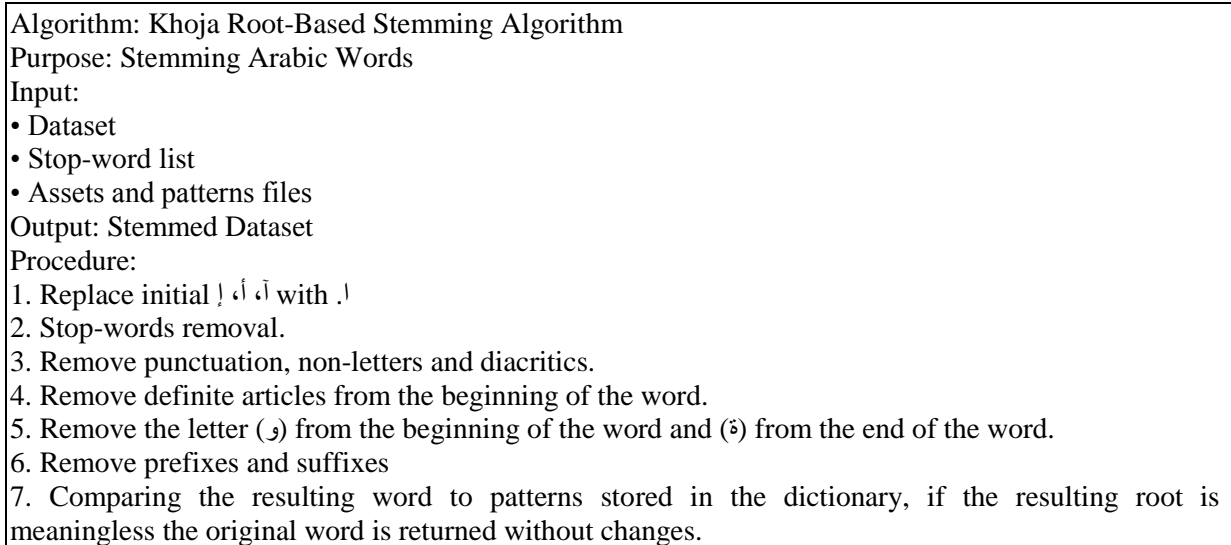 Algorithm: Khoja Root-Based Stemming Algorithm
Purpose: Stemming Arabic Words
Input:
• Dataset
• Stop-word list
• Assets and patterns files
Output: Stemmed Dataset
Procedure:
1. Replace initial آ، أ، إ with ا.
2. Stop-words removal.
3. Remove punctuation, non-letters and diacritics.
4. Remove definite articles from the beginning of the word.
5. Remove the letter (و) from the beginning of the word and (ة) from the end of the word.
6. Remove prefixes and suffixes
7. Comparing the resulting word to patterns stored in the dictionary, if the resulting root is
meaningless the original word is returned without changes.